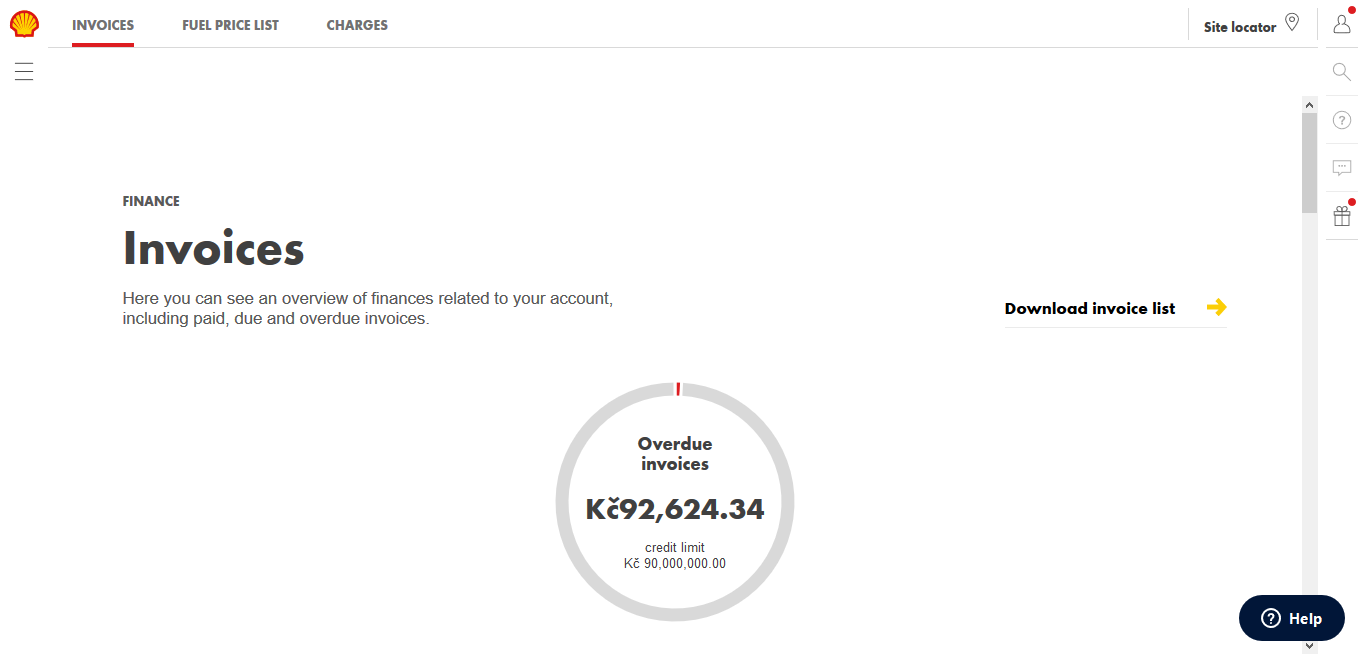 INVOICES
FUEL PRICE LIST
CHARGES
Site locator
FINANCE
Invoices
Here you can see an overview of finances related to your account,
including paid, due and overdue invoices.
Download invoice list
Overdue
invoices
Kč92,624.34
credit limit
Kč 90,000,000.00
Help